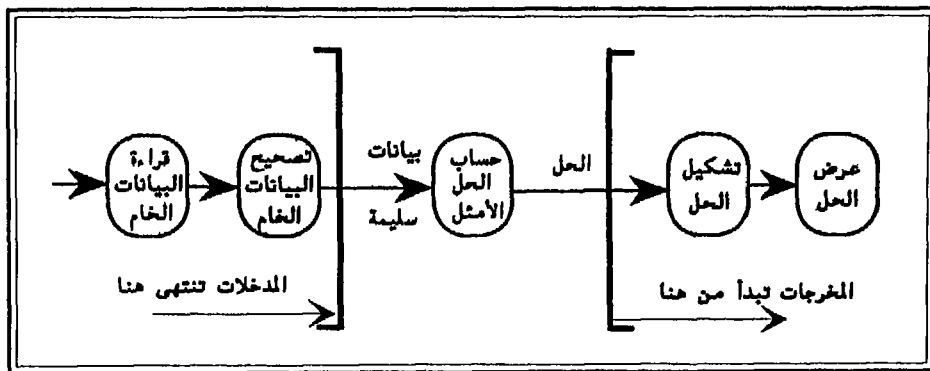 قراءة
البيانات
الخام
تصحيح
البيانات
الخام
بيانات
سليمة
حساب
الحل
الأمثل
الحل
تشكيل
الحل
عرض
الحل
المدخلات تنتهى هنا
المخرجات تبدأ من هنا